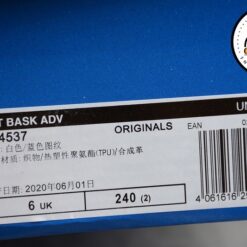 T BASK ADV
4537
ORIGINALS
EAN
: 白色/蓝色图纹
材质: 织物/热塑性聚氨酯(TPU)/合成革
日期: 2020年06月01日
6 UK
240 (2)
4 061616 2